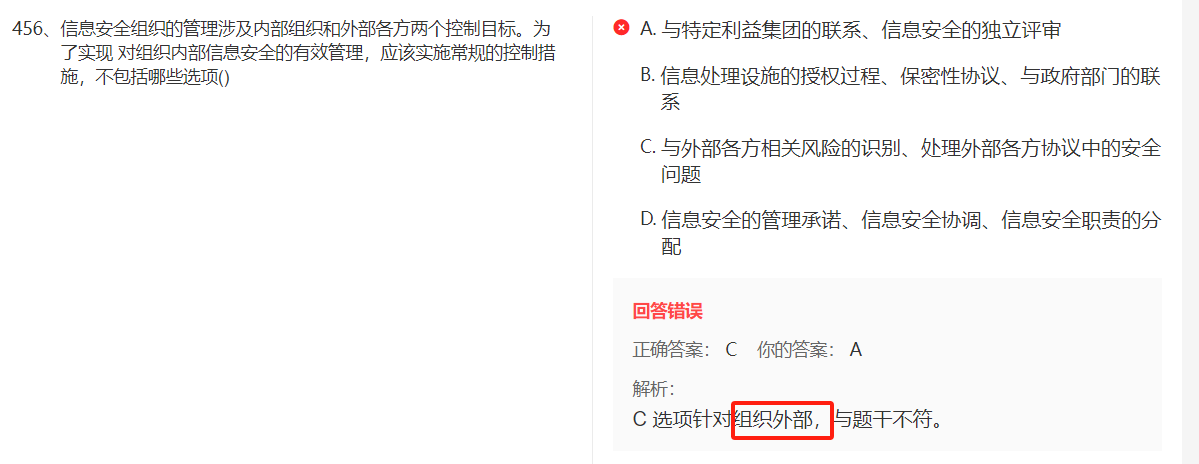 456、信息安全组织的管理涉及内部组织和外部各方两个控制目标。为
了实现 对组织内部信息安全的有效管理，应该实施常规的控制措
施，不包括哪些选项()
A. 与特定利益集团的联系、信息安全的独立评审
B. 信息处理设施的授权过程、保密性协议、与政府部门的联
系
C. 与外部各方相关风险的识别、处理外部各方协议中的安全
问题
D. 信息安全的管理承诺、信息安全协调、信息安全职责的分
配
回答错误
正确答案： C 你的答案： A
解析：
C 选项针对组织外部，与题干不符。